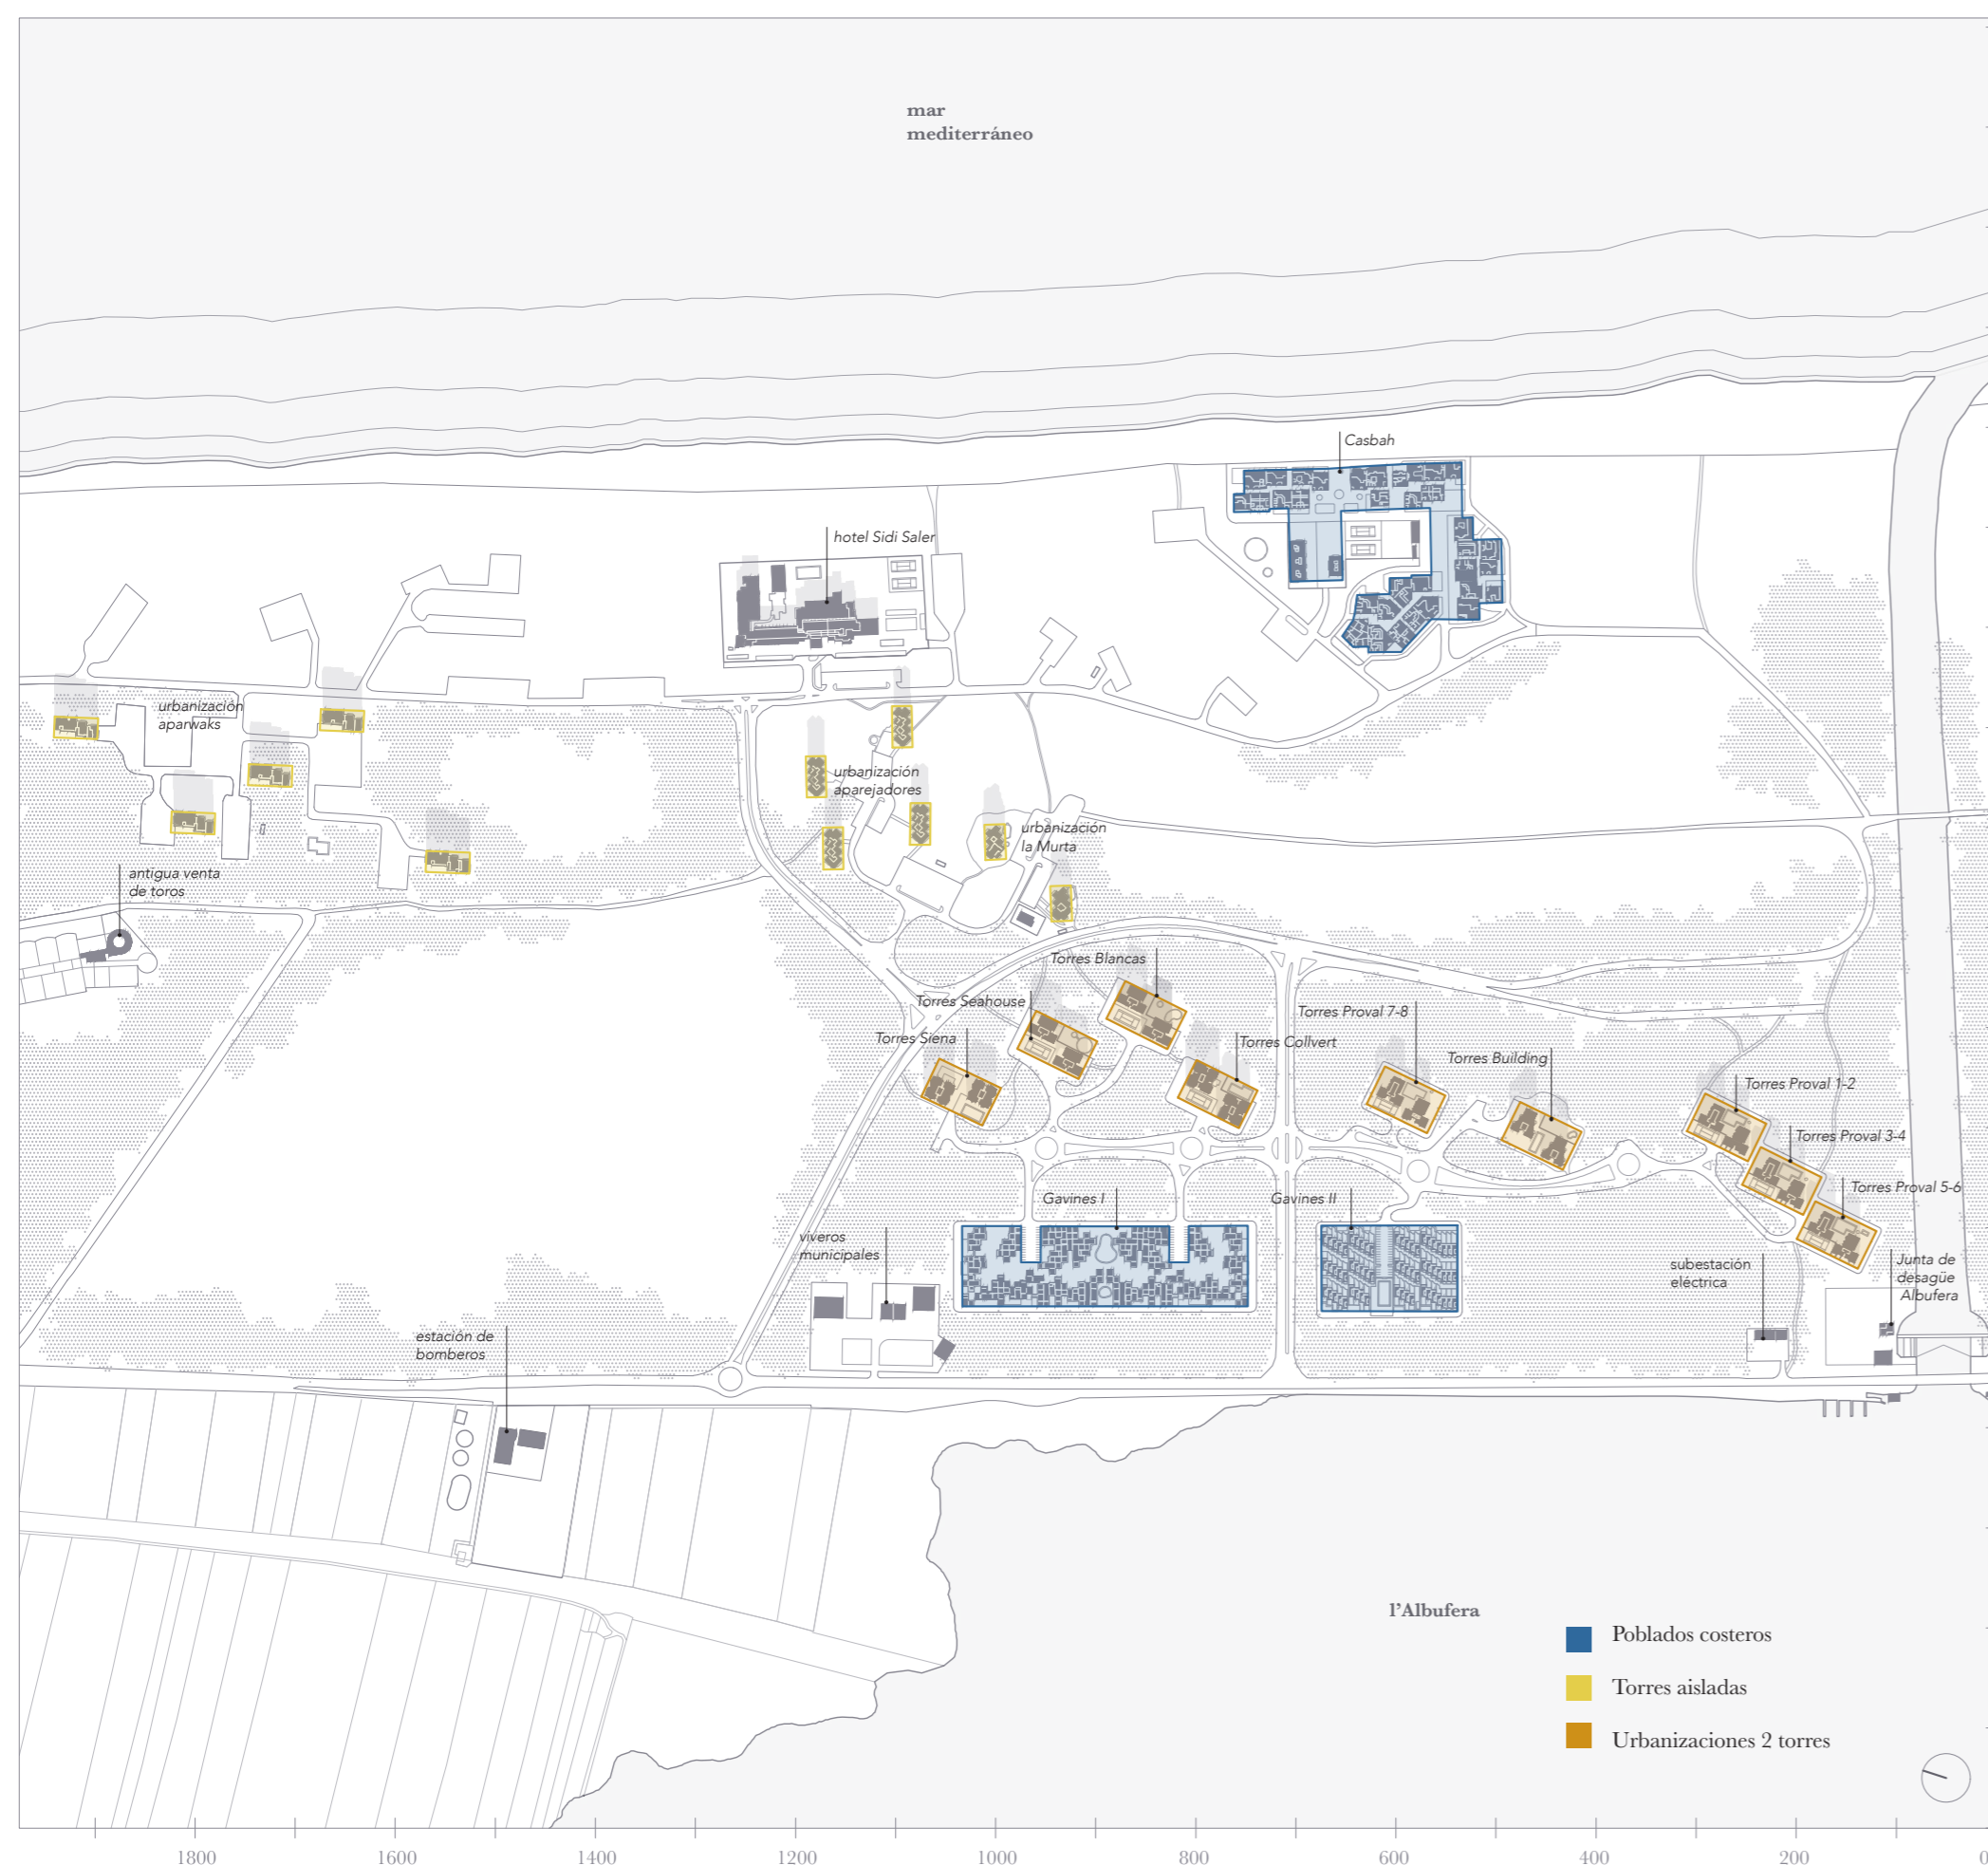 mar
mediterráneo
Casbah
hotel Sidi Saler
urbanización
aparwaks
urbanización
aparejadores
urbanización
la Murta
antigua venta
de toros
Torres Blancas
Torres Seahouse
Torres Siena
Torres Collvert
Torres Proval 7-8
Torres Building
Torres Proval 1-2
Torres Proval 3-4
Torres Proval 5-6
Gavines I
Gavines II
viveros
municipales
subestación
eléctrica
Junta de
desagüe
Albufera
estación de
bomberos
l’Albufera
Poblados costeros
Torres aisladas
Urbanizaciones 2 torres
1800 1600 1400 1200 1000 800 600 400 200 0